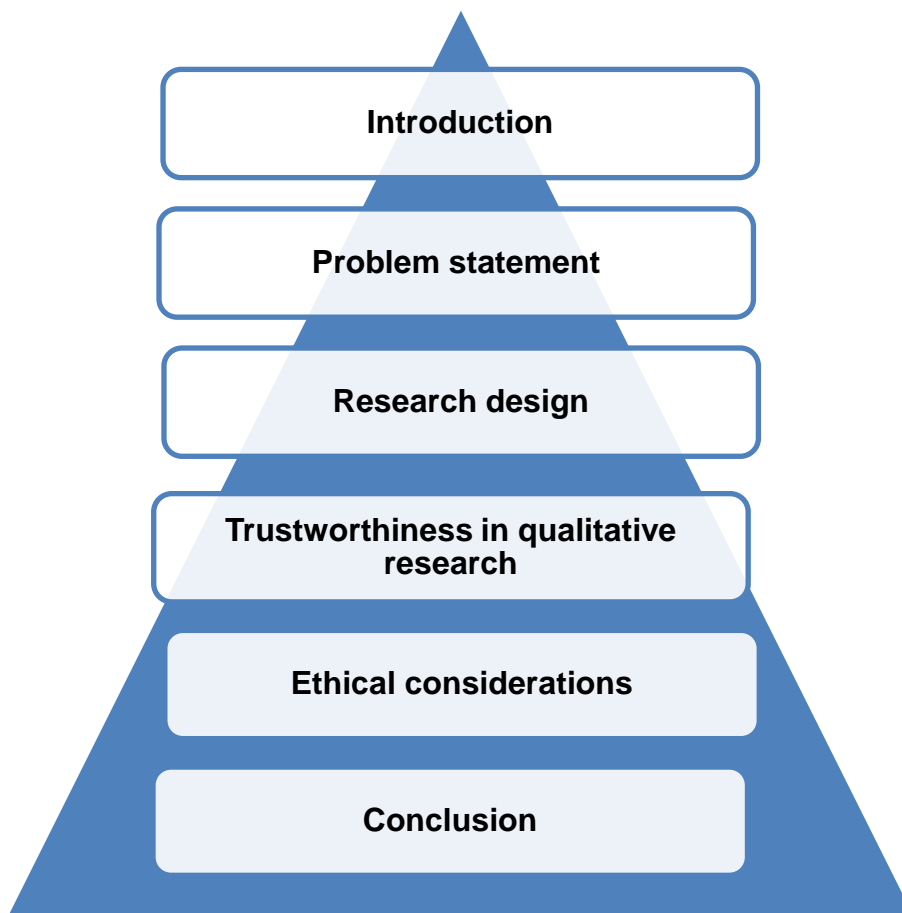 Introduction
Problem statement
Research design
Trustworthiness in qualitative
research
Ethical considerations
Conclusion